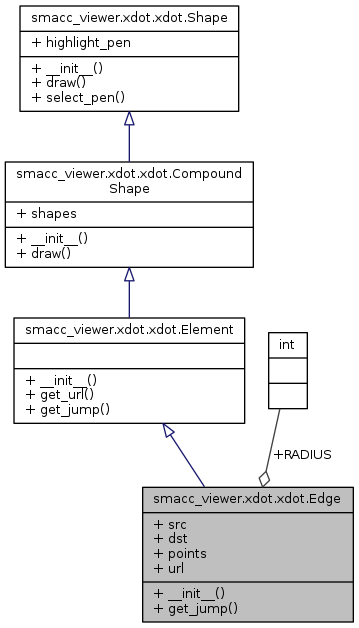 smacc_viewer.xdot.xdot.Shape
+ highlight_pen
+ __init__()
+ draw()
+ select_pen()
smacc_viewer.xdot.xdot.Compound
Shape
+ shapes
+ __init__()
+ draw()
smacc_viewer.xdot.xdot.Element
+ __init__()
+ get_url()
+ get_jump()
int
+RADIUS
smacc_viewer.xdot.xdot.Edge
+ src
+ dst
+ points
+ url
+ __init__()
+ get_jump()